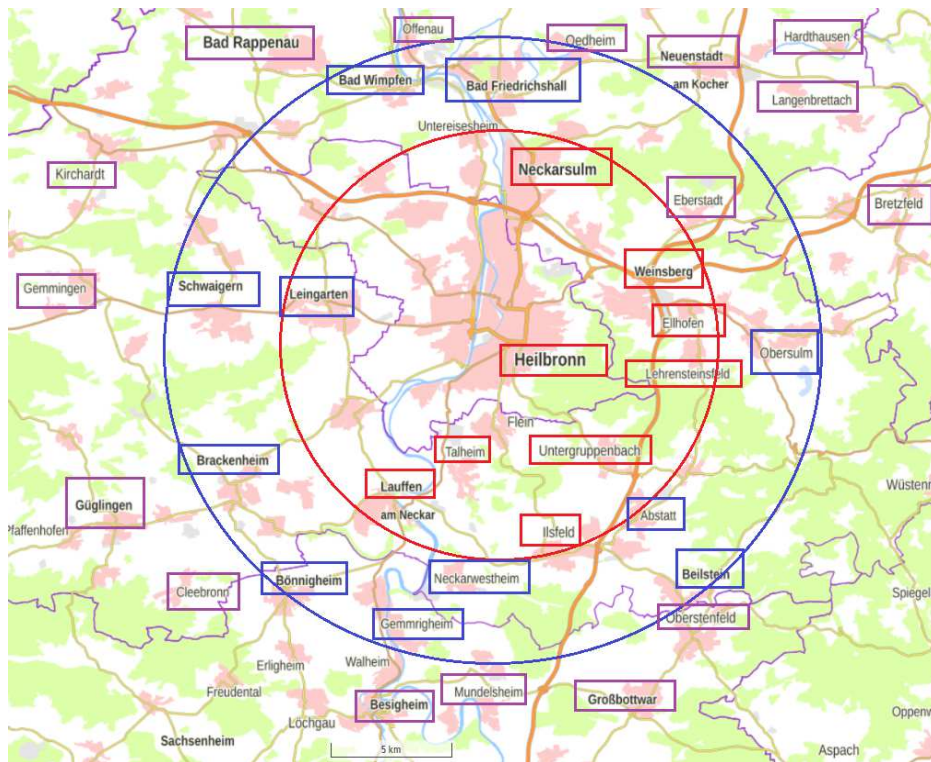 Offenau
Bad Rappenau
Oedheim
Hardthausen
Neuenstadt
am Kocher
Bad Wimpfen
Bad Friedrichshall
Langenbrettach
Untereisesheim
Kirchardt
Neckarsulm
Eberstadt
Bretzfeld
Weinsberg
Gemmingen
Schwaigern
Leingarten
Ellhofen
Heilbronn
Obersulm
Lehrensteinsfeld
Flein
Talheim
Untergruppenbach
Brackenheim
Lauffen
am Neckar
Wüstenr
Güglingen
Abstatt
Pfaffenhofen
Ilsfeld
Bönnigheim
Neckarwestheim
Beilstein
Cleebronn
Spiegel
Gemmrigheim
Oberstenfeld
Erligheim
Walheim
Freudental
Mundelsheim
Großbottwar
Besigheim
Löchgau
Oppenw
Sachsenheim
5 km
Aspach